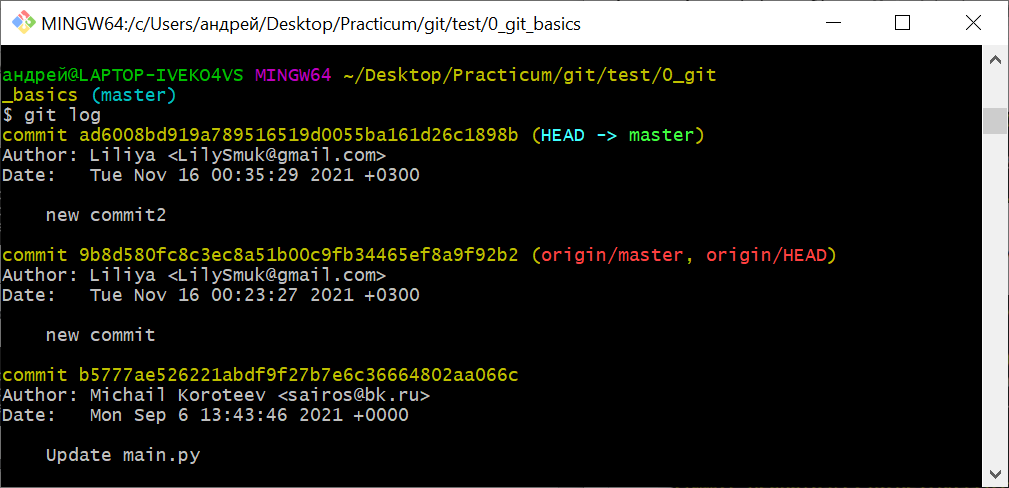 MINGW64:/c/Users/андрей/Desktop/Practicum/git/test/0_git_basics
андрей@LAPTOP-IVEKO4VS MINGW64 ~/Desktop/Practicum/git/test/0_git
_basics (master)
$ git log
commit ad6008bd919a789516519d0055ba161d26c1898b (HEAD -> master)
Author: Liliya <LilySmuk@gmail.com>
Date:   Tue Nov 16 00:35:29 2021 +0300
    new commit2
commit 9b8d580fc8c3ec8a51b00c9fb34465ef8a9f92b2 (origin/master, origin/HEAD)
Author: Liliya <LilySmuk@gmail.com>
Date:   Tue Nov 16 00:23:27 2021 +0300
    new commit
commit b5777ae526221abdf9f27b7e6c36664802aa066c
Author: Michail Koroteev <sairos@bk.ru>
Date:   Mon Sep 6 13:43:46 2021 +0000
    Update main.py